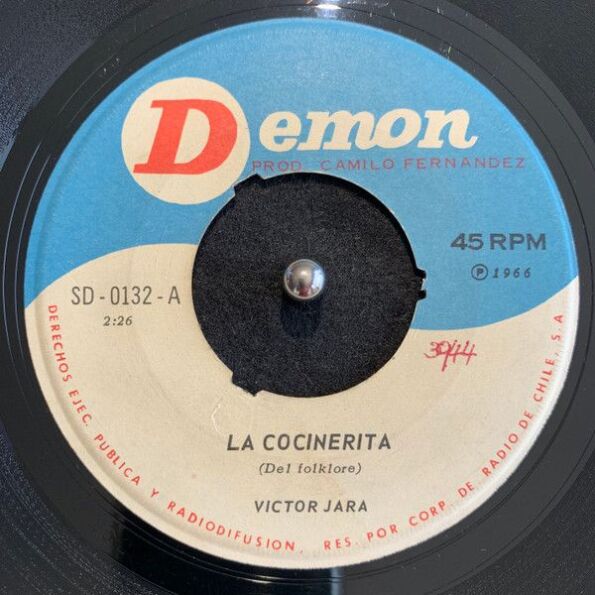 Demon
PROD. CAMILO FERNANDEZ
45 RPM
Ⓟ 1966
SD - 0132 - A
2:26
LA COCINERITA
(Del folklore)
VICTOR JARA
DERECHOS EJEC. PUBLICA Y RADIODIFUSION, RES. POR CORP. DE RADIO DE CHILE, S. A.